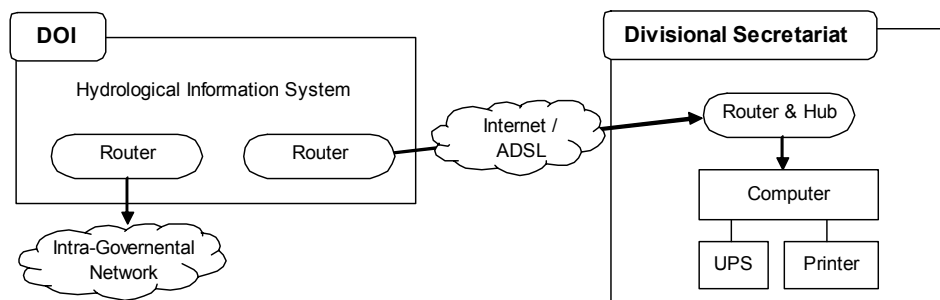 DOI
Hydrological Information System
Router
Router
Intra-Governental
Network
Internet /
ADSL
Divisional Secretariat
Router & Hub
Computer
UPS
Printer